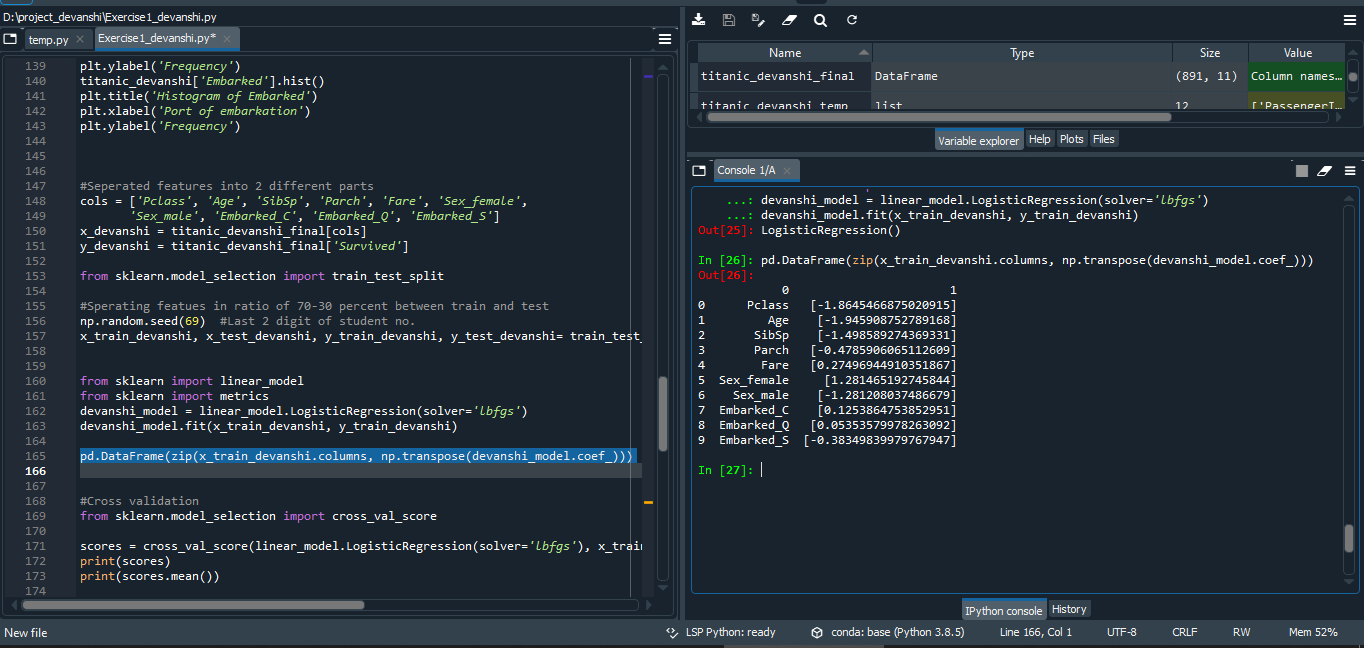 D:\project_devanshi\Exercise1_devanshi.py
temp.py
Exercise1_devanshi.py*
139 plt.ylabel('Frequency')
140 titanic_devanshi['Embarked'].hist()
141 plt.title('Histogram of Embarked')
142 plt.xlabel('Port of embarkation')
143 plt.ylabel('Frequency')
144
145
146
147 #Seperated features into 2 different parts
148 cols = ['Pclass', 'Age', 'SibSp', 'Parch', 'Fare', 'Sex_female',
149 'Sex_male', 'Embarked_C', 'Embarked_Q', 'Embarked_S']
150 x_devanshi = titanic_devanshi_final[cols]
151 y_devanshi = titanic_devanshi_final['Survived']
152
153 from sklearn.model_selection import train_test_split
154
155 #Sperating featues in ratio of 70-30 percent between train and test
156 np.random.seed(69) #Last 2 digit of student no.
157 x_train_devanshi, x_test_devanshi, y_train_devanshi, y_test_devanshi= train_test_
158
159
160 from sklearn import linear_model
161 from sklearn import metrics
162 devanshi_model = linear_model.LogisticRegression(solver='lbfgs')
163 devanshi_model.fit(x_train_devanshi, y_train_devanshi)
164
165 pd.DataFrame(zip(x_train_devanshi.columns, np.transpose(devanshi_model.coef_)))
166
167
168 #Cross validation
169 from sklearn.model_selection import cross_val_score
170
171 scores = cross_val_score(linear_model.LogisticRegression(solver='lbfgs'), x_train
172 print(scores)
173 print(scores.mean())
174
Name Type Size Value
titanic_devanshi_final DataFrame (891, 11) Column names…
titanic_devanshi_temp list 12 ['PassengerI…
Variable explorer Help Plots Files
Console 1/A
...: devanshi_model = linear_model.LogisticRegression(solver='lbfgs')
...: devanshi_model.fit(x_train_devanshi, y_train_devanshi)
Out[25]: LogisticRegression()
In [26]: pd.DataFrame(zip(x_train_devanshi.columns, np.transpose(devanshi_model.coef_)))
Out[26]:
0 1
0 Pclass [-1.8645466875020915]
1 Age [-1.945908752789168]
2 SibSp [-1.498589274369331]
3 Parch [-0.4785906065112609]
4 Fare [0.27496944910351867]
5 Sex_female [1.281465192745844]
6 Sex_male [-1.281208037486679]
7 Embarked_C [0.1253864753852951]
8 Embarked_Q [0.05353579978263092]
9 Embarked_S [-0.38349839979767947]
In [27]:
IPython console History
New file LSP Python: ready conda: base (Python 3.8.5) Line 166, Col 1 UTF-8 CRLF RW Mem 52%